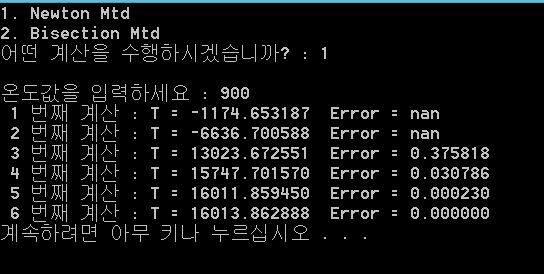 1. Newton Mtd
2. Bisection Mtd
어떤 계산을 수행하시겠습니까? : 1
온도값을 입력하세요 : 900
1 번째 계산 : T = -1174.653187 Error = nan
2 번째 계산 : T = -6636.700588 Error = nan
3 번째 계산 : T = 13023.672551 Error = 0.375818
4 번째 계산 : T = 15747.701570 Error = 0.030786
5 번째 계산 : T = 16011.859450 Error = 0.000230
6 번째 계산 : T = 16013.862888 Error = 0.000000
계속하려면 아무 키나 누르십시오 . . .